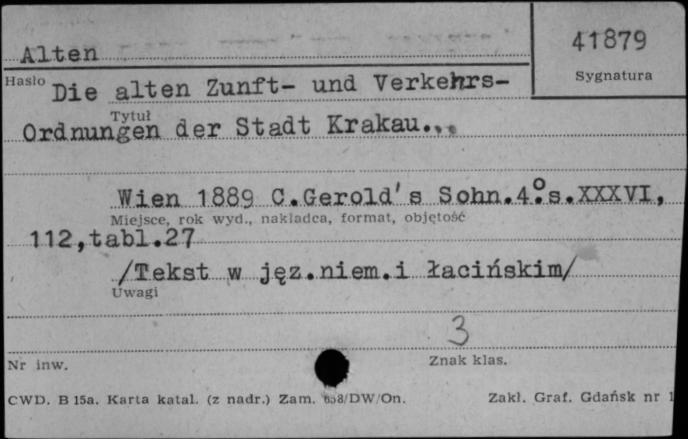 Alten
41879
Hasło
Sygnatura
Die alten Zunft- und Verkehrs-
Tytuł
Ordnungen der Stadt Krakau...
Wien 1889 C.Gerold's Sohn.4.°s.XXXVI,
Miejsce, rok wyd., nakładca, format, objętość
112,tabl.27
/Tekst w jęz.niem.i łacińskim/
Uwagi
3
Nr inw.
Znak klas.
CWD. B 15a. Karta katal. (z nadr.) Zam. /DW/On.
Zakł. Graf. Gdańsk nr 1